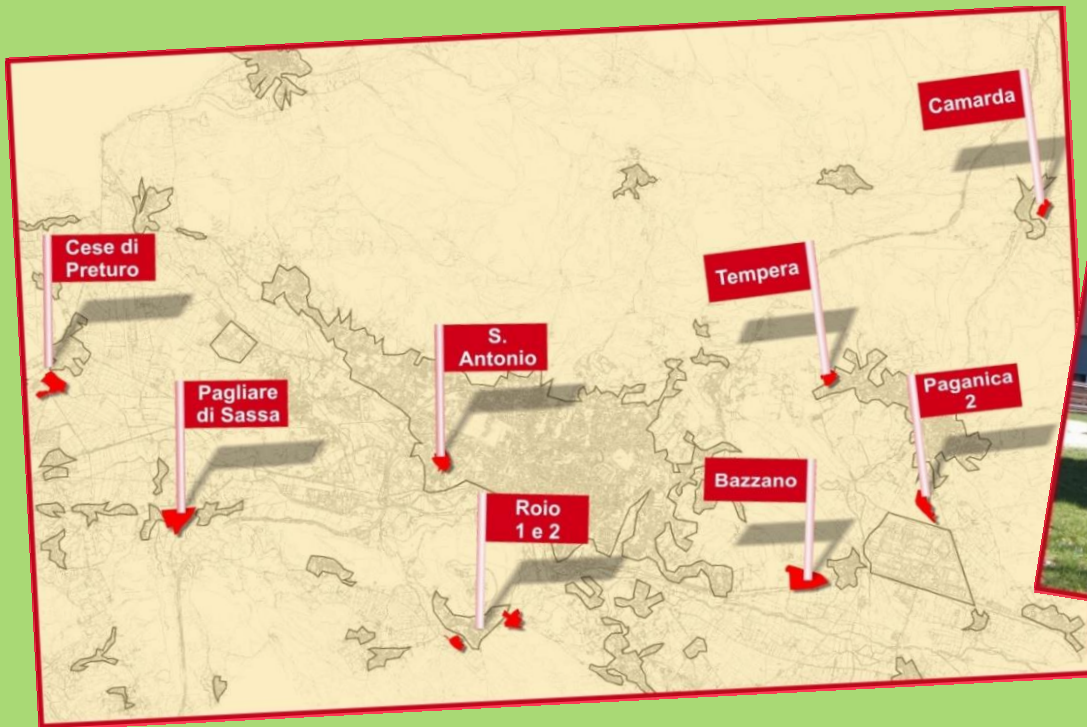 Camarda
Cese di
Preturo
Tempera
S.
Antonio
Pagliare
di Sassa
Paganica
2
Bazzano
Roio
1 e 2